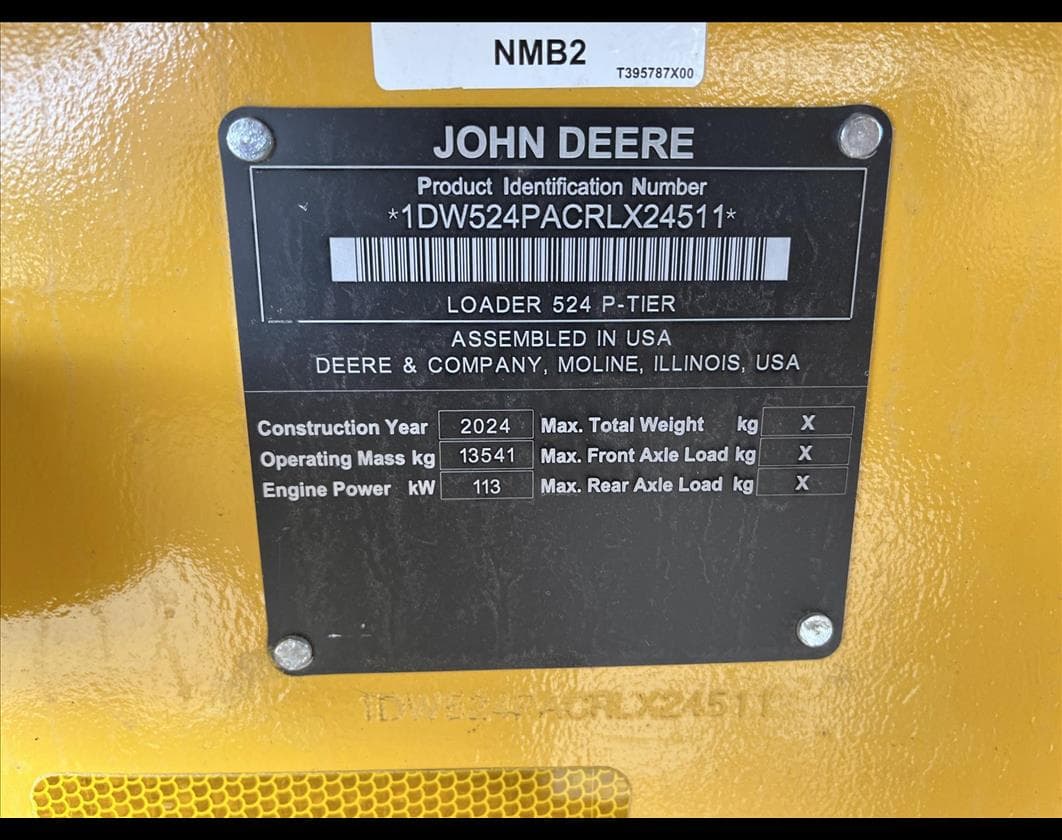 NMB2
T395787X00
JOHN DEERE
Product Identification Number
*1DW524PACRLX24511*
LOADER 524 P-TIER
ASSEMBLED IN USA
DEERE & COMPANY, MOLINE, ILLINOIS, USA
Construction Year 2024 Max. Total Weight kg X
Operating Mass kg 13541 Max. Front Axle Load kg X
Engine Power kW 113 Max. Rear Axle Load kg X
1DW524PACRLX24511